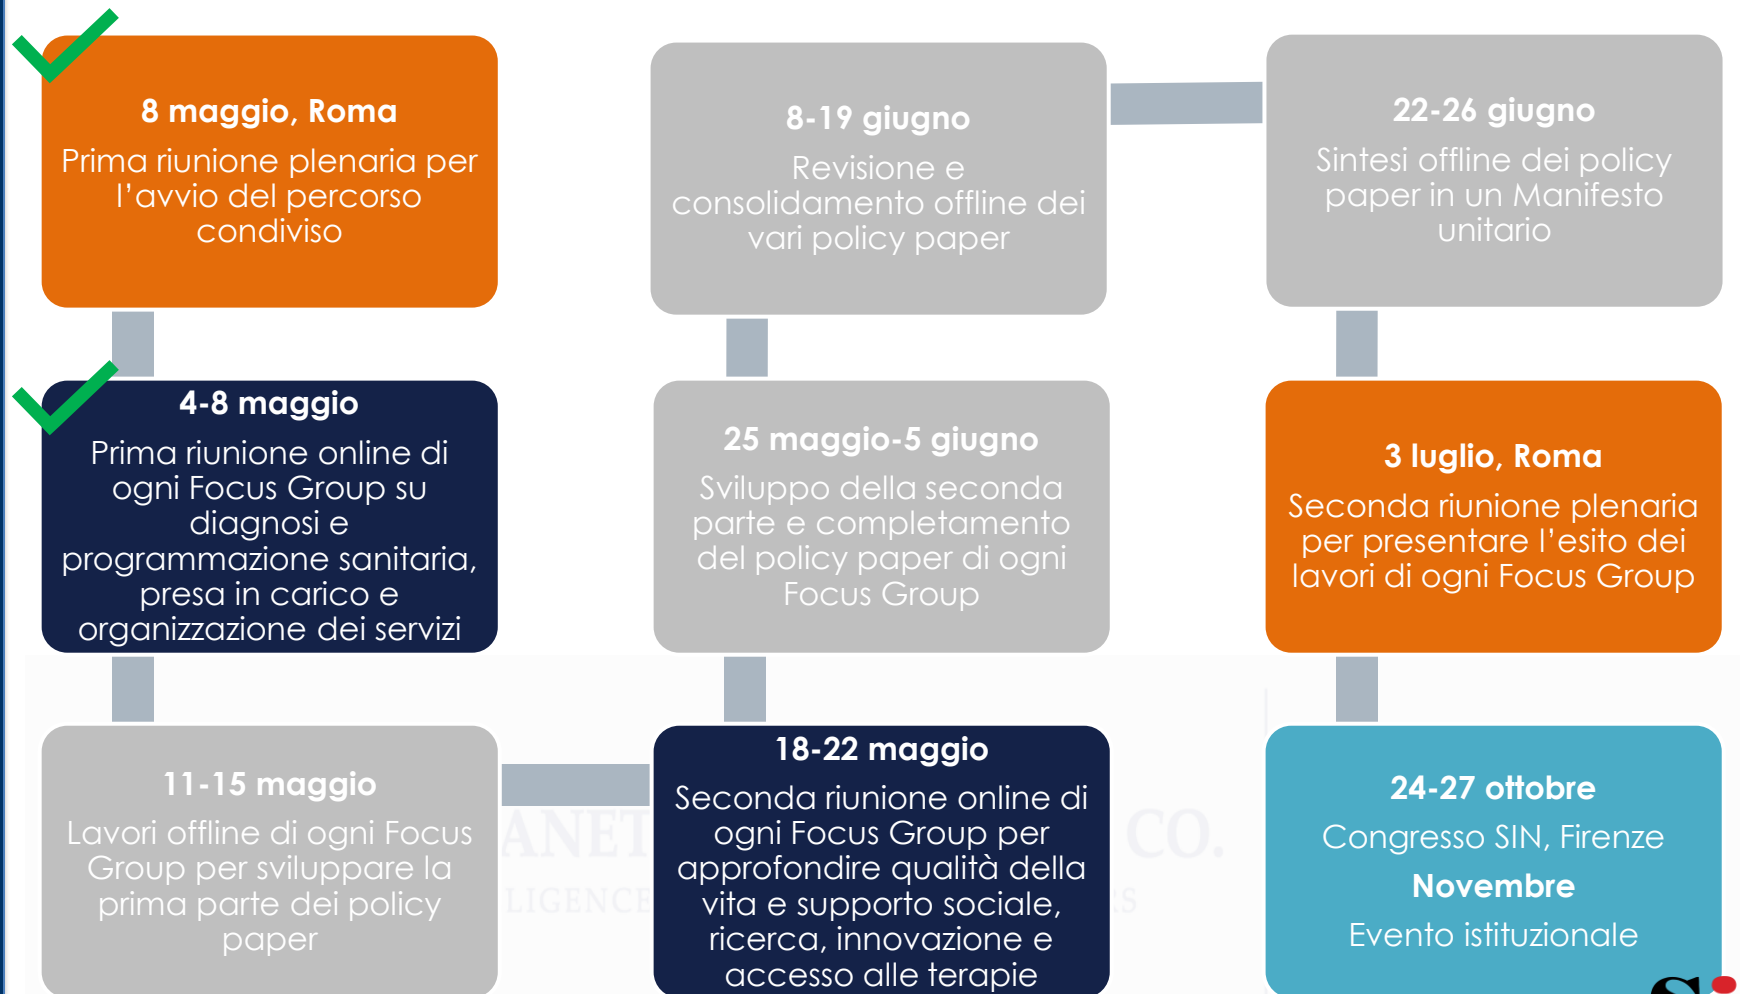 8 maggio, Roma
Prima riunione plenaria per
l'avvio del percorso
condiviso
4-8 maggio
Prima riunione online di
ogni Focus Group su
diagnosi e
programmazione sanitaria,
presa in carico e
organizzazione dei servizi
11-15 maggio
Lavori offline di ogni Focus
Group per sviluppare la
prima parte dei policy
paper
18-22 maggio
Seconda riunione online di
ogni Focus Group per
approfondire qualità della
vita e supporto sociale,
ricerca, innovazione e
accesso alle terapie
25 maggio-5 giugno
Sviluppo della seconda
parte e completamento
del policy paper di ogni
Focus Group
8-19 giugno
Revisione e
consolidamento offline dei
vari policy paper
22-26 giugno
Sintesi offline dei policy
paper in un Manifesto
unitario
3 luglio, Roma
Seconda riunione plenaria
per presentare l'esito dei
lavori di ogni Focus Group
24-27 ottobre
Congresso SIN, Firenze
Novembre
Evento istituzionale
CO.